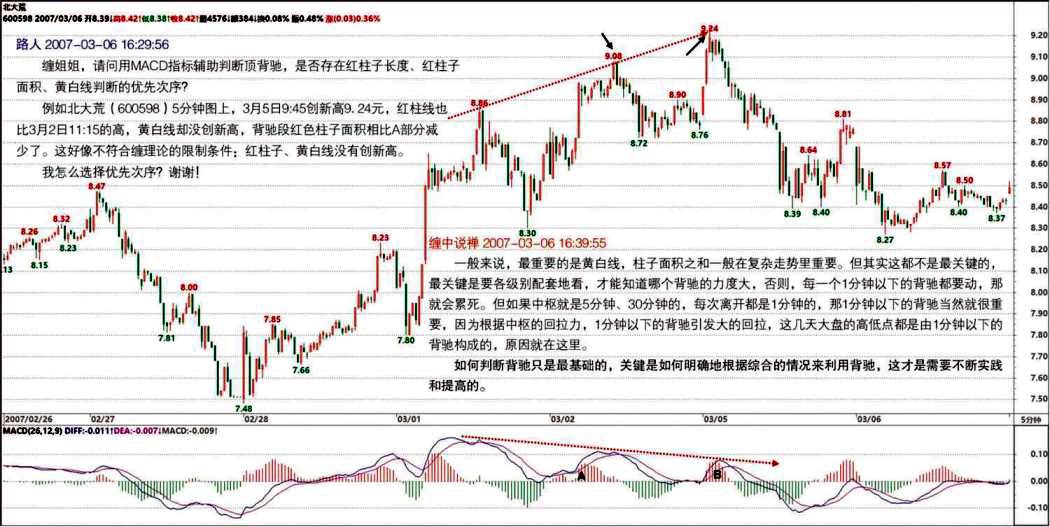 北大荒
600598 2007/03/06 开8.39↓高8.42↑低8.38↑收8.42↑量4576↓额384↓换0.08% 振0.48% 涨(0.03)0.36%
路人 2007-03-06 16:29:56
缠姐姐，请问用MACD指标辅助判断顶背驰，是否存在红柱子长度、红柱子
面积、黄白线判断的优先次序？
例如北大荒（600598）5分钟图上，3月5日9:45创新高9. 24元，红柱线也
比3月2日11:15的高，黄白线却没创新高，背驰段红色柱子面积相比A部分减
少了。这好像不符合缠理论的限制条件：红柱子、黄白线没有创新高。
我怎么选择优先次序？谢谢！
9.24
9.08
8.86
8.90
8.76
8.72
8.81
8.64
8.57
8.50
8.39
8.40
8.40
8.37
8.27
8.47
8.32
8.26
8.23
8.15
.13
8.30
8.23
8.00
7.85
7.81
7.80
7.66
7.48
缠中说禅 2007-03-06 16:39:55
一般来说，最重要的是黄白线，柱子面积之和一般在复杂走势里重要。但其实这都不是最关键的，
最关键是要各级别配套地看，才能知道哪个背驰的力度大，否则，每一个1分钟以下的背驰都要动，那
就会累死。但如果中枢就是5分钟、30分钟的，每次离开都是1分钟的，那1分钟以下的背驰当然就很重
要，因为根据中枢的回拉力，1分钟以下的背驰引发大的回拉，这几天大盘的高低点都是由1分钟以下的
背驰构成的，原因就在这里。
如何判断背驰只是最基础的，关键是如何明确地根据综合的情况来利用背驰，这才是需要不断实践
和提高的。
9.20
9.10
9.00
8.90
8.80
8.70
8.60
8.50
8.40
8.30
8.20
8.10
8.00
7.90
7.80
7.70
7.60
7.50
2007/02/26 02/27 02/28 03/01 03/02 03/05 03/06 5分钟
MACD(26,12,9) DIFF:-0.011↑DEA:-0.007↓MACD:-0.009↑
A
B
0.10
0.00
-0.10